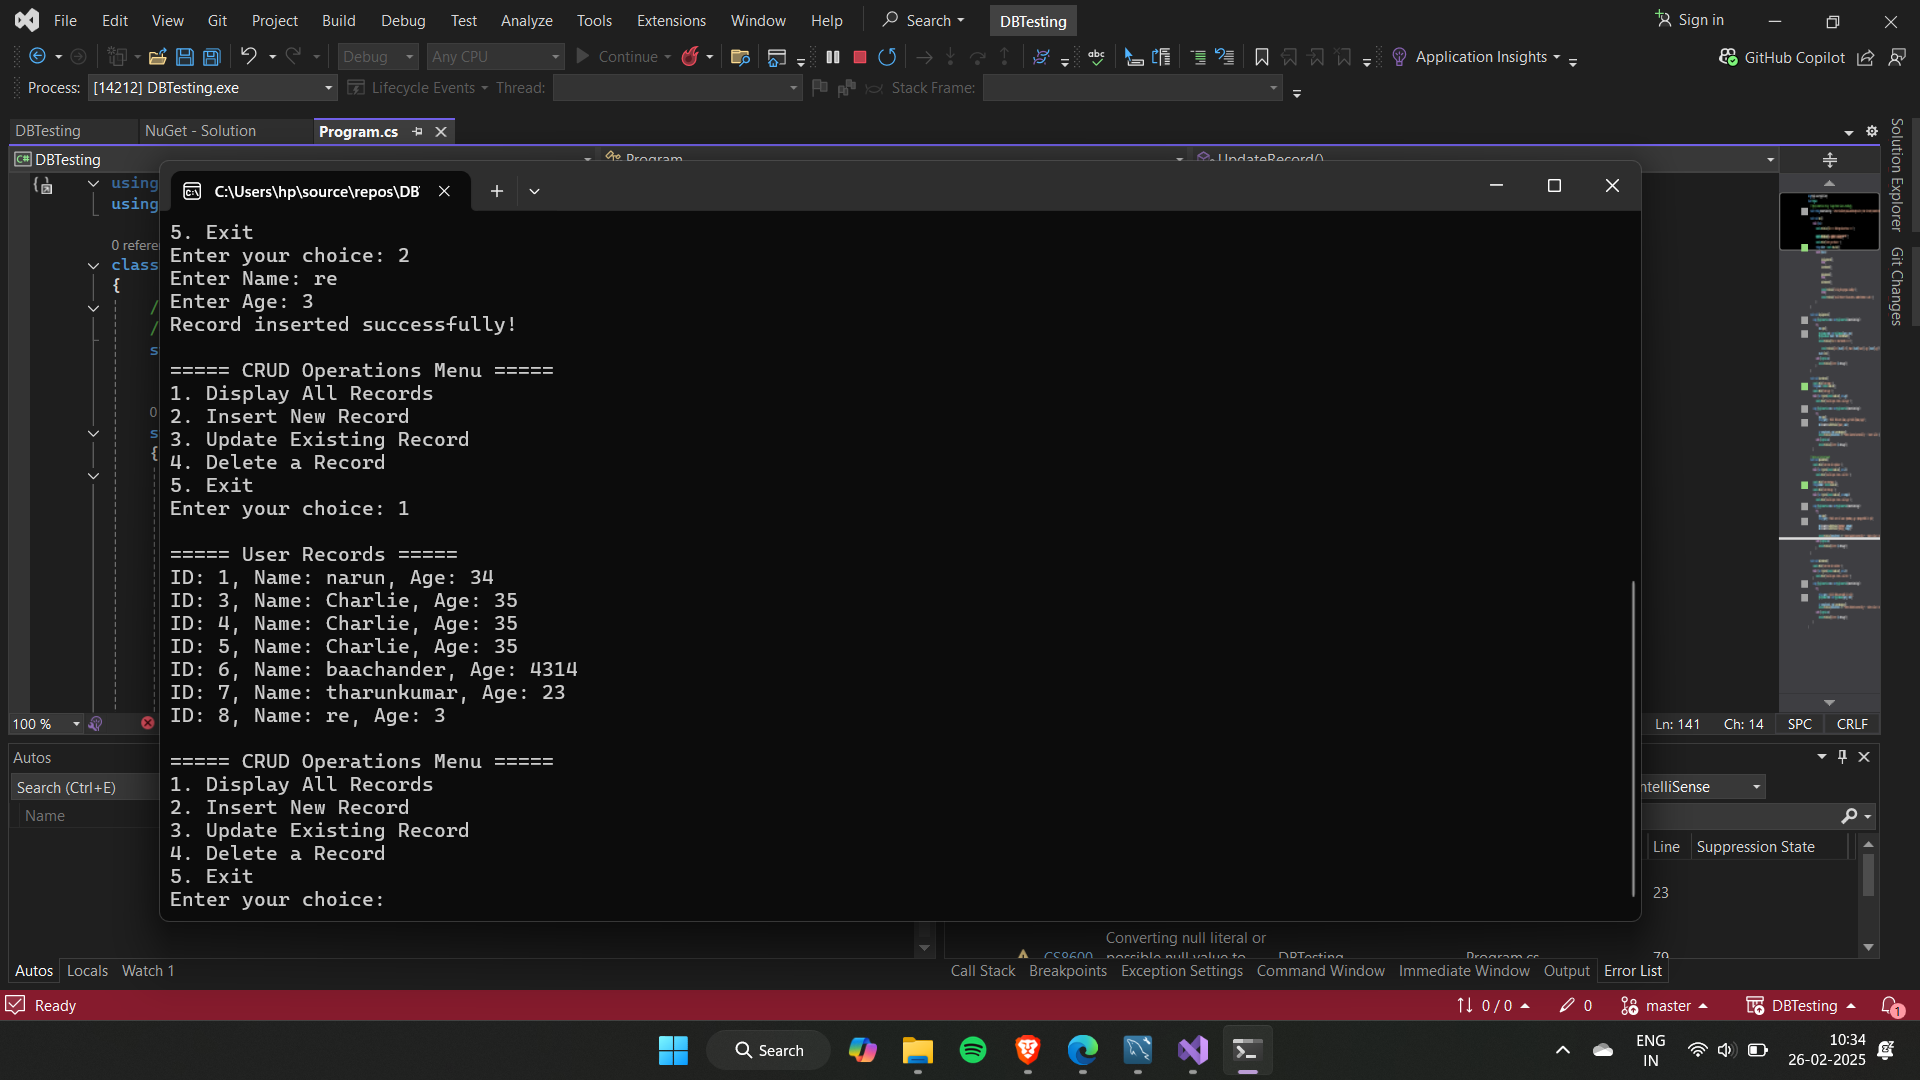 File Edit View Git Project Build Debug Test Analyze Tools Extensions Window Help Search DBTesting Sign in
Debug Any CPU Continue abc Application Insights GitHub Copilot
Process: [14212] DBTesting.exe Lifecycle Events Thread: Stack Frame:
DBTesting NuGet - Solution Program.cs
C# DBTesting Program UpdateRecord()
C:\Users\hp\source\repos\DB
using
using
0 refere
class
{
0
{
5. Exit
Enter your choice: 2
Enter Name: re
Enter Age: 3
Record inserted successfully!
===== CRUD Operations Menu =====
1. Display All Records
2. Insert New Record
3. Update Existing Record
4. Delete a Record
5. Exit
Enter your choice: 1
===== User Records =====
ID: 1, Name: narun, Age: 34
ID: 3, Name: Charlie, Age: 35
ID: 4, Name: Charlie, Age: 35
ID: 5, Name: Charlie, Age: 35
ID: 6, Name: baachander, Age: 4314
ID: 7, Name: tharunkumar, Age: 23
ID: 8, Name: re, Age: 3
===== CRUD Operations Menu =====
1. Display All Records
2. Insert New Record
3. Update Existing Record
4. Delete a Record
5. Exit
Enter your choice:
Solution Explorer
Git Changes
100 % Ln: 141 Ch: 14 SPC CRLF
Autos
Search (Ctrl+E)
Name
ntelliSense
Line Suppression State
23
Converting null literal or
CS8600 possible null value to DBTesting Program.cs 79
Autos Locals Watch 1 Call Stack Breakpoints Exception Settings Command Window Immediate Window Output Error List
Ready 0 / 0 0 master DBTesting 1
Search
ENG
IN
10:34
26-02-2025